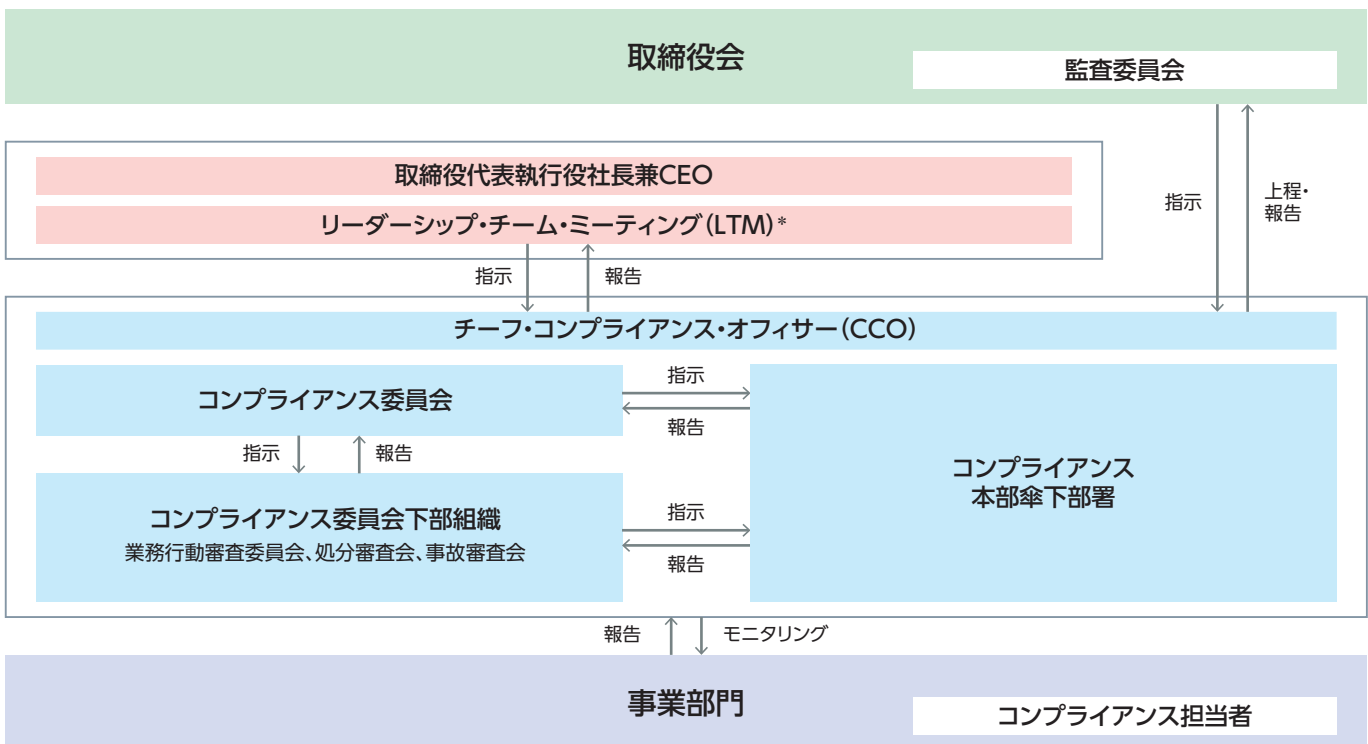 取締役会
監査委員会
取締役代表執行役社長兼CEO
リーダーシップ・チーム・ミーティング(LTM)*
指示
上程・
報告
指示
報告
チーフ・コンプライアンス・オフィサー(CCO)
コンプライアンス委員会
指示
報告
指示
報告
コンプライアンス
本部傘下部署
コンプライアンス委員会下部組織
業務行動審査委員会、処分審査会、事故審査会
指示
報告
報告
モニタリング
事業部門
コンプライアンス担当者